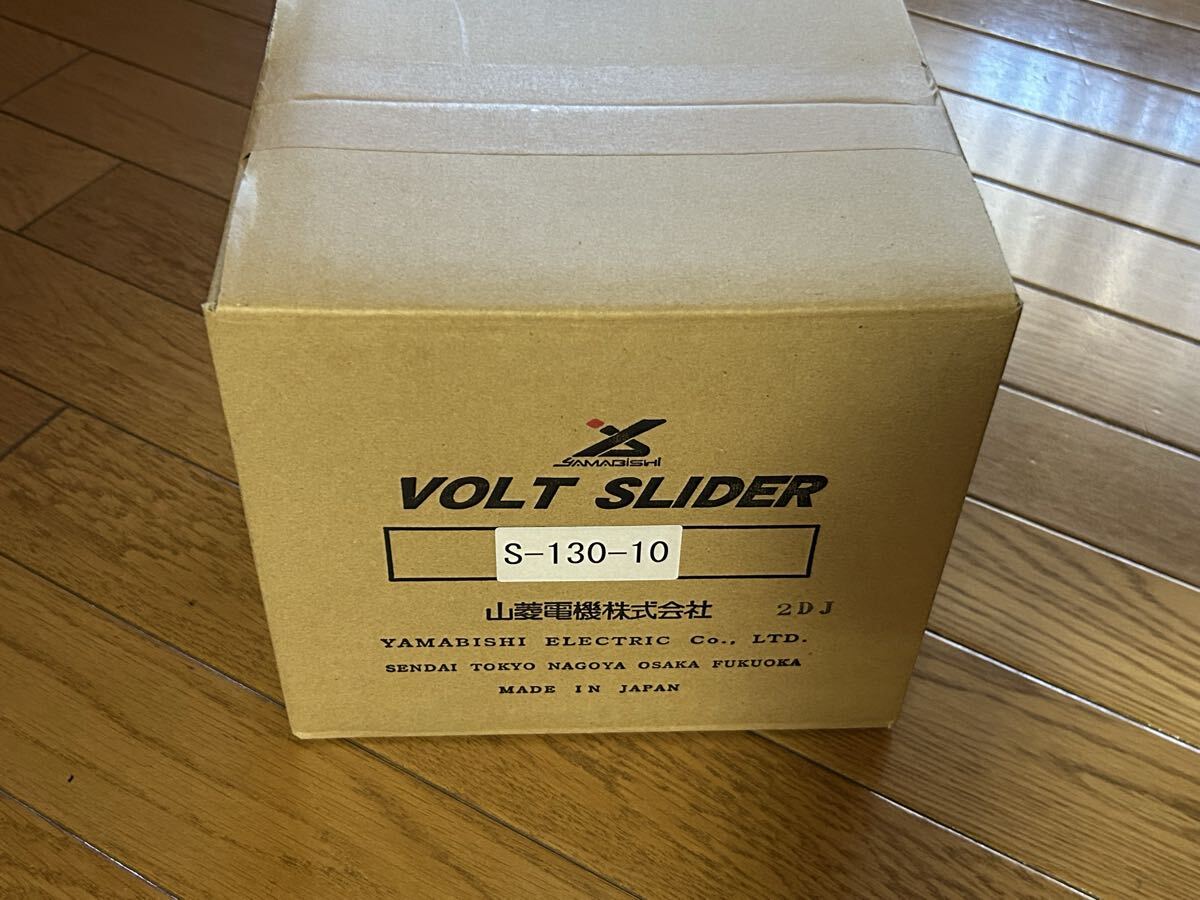 YAMABISHI
VOLT SLIDER
S-130-10
山菱電機株式会社 2DJ
YAMABISHI ELECTRIC Co., LTD.
SENDAI TOKYO NAGOYA OSAKA FUKUOKA
MADE IN JAPAN